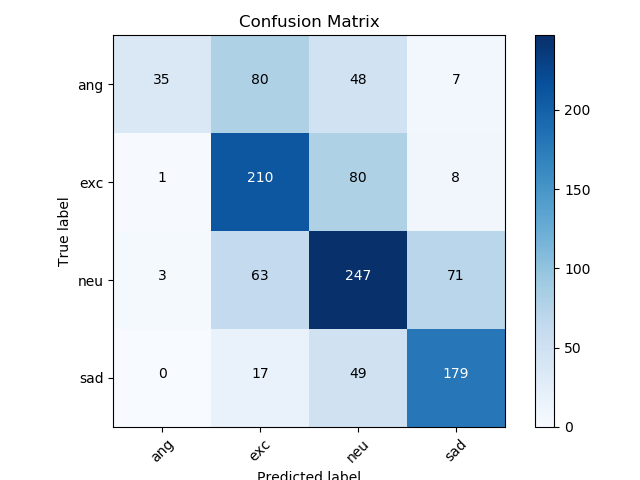 Confusion Matrix
True label
ang 35 80 48 7
exc 1 210 80 8
neu 3 63 247 71
sad 0 17 49 179
ang exc neu sad
Predicted label
200
150
100
50
0